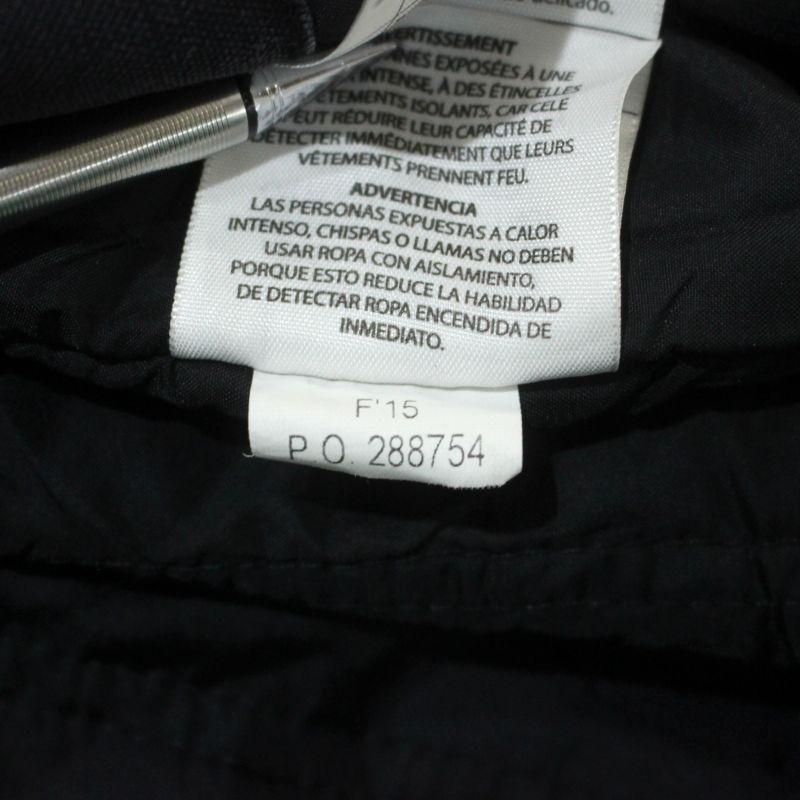 delicado.
AVERTISSEMENT
EXPOSÉES À UNE
INTENSE, À DES ÉTINCELLES
VÊTEMENTS ISOLANTS, CAR CELÉ
PEUT RÉDUIRE LEUR CAPACITÉ DE
DÉTECTER IMMÉDIATEMENT QUE LEURS
VÊTEMENTS PRENNENT FEU.
ADVERTENCIA
LAS PERSONAS EXPUESTAS A CALOR
INTENSO, CHISPAS O LLAMAS NO DEBEN
USAR ROPA CON AISLAMIENTO,
PORQUE ESTO REDUCE LA HABILIDAD
DE DETECTAR ROPA ENCENDIDA DE
INMEDIATO.
F'15
P.O. 288754